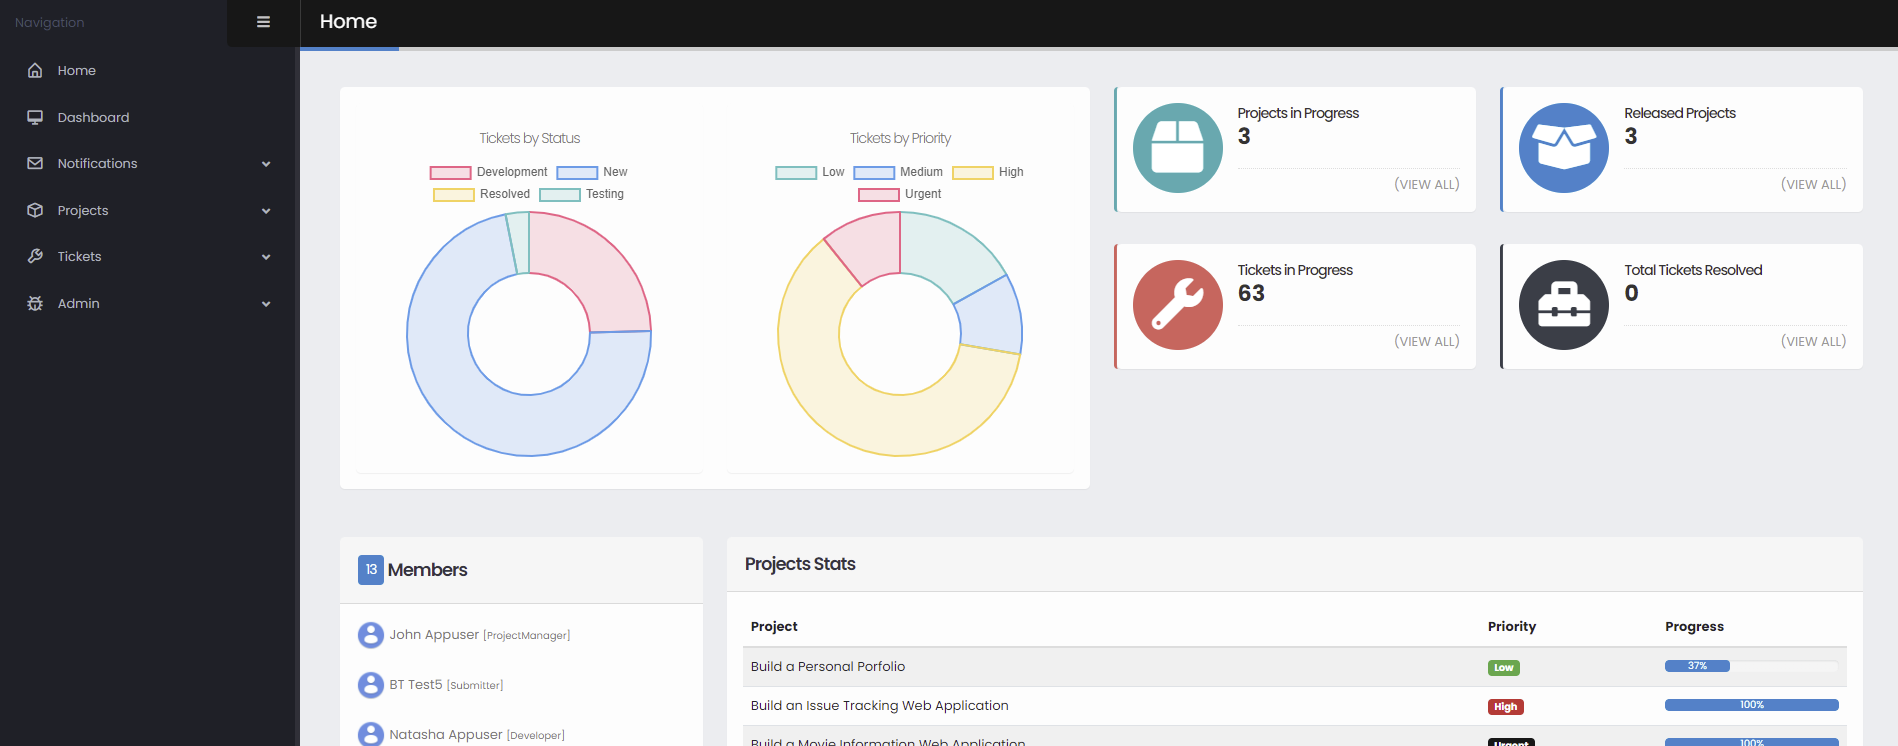 Navigation
Home
Dashboard
Notifications
Projects
Tickets
Admin
Home
Tickets by Status
Development New
Resolved Testing
Tickets by Priority
Low Medium High
Urgent
Projects in Progress
3
(VIEW ALL)
Released Projects
3
(VIEW ALL)
Tickets in Progress
63
(VIEW ALL)
Total Tickets Resolved
0
(VIEW ALL)
13 Members
John Appuser [ProjectManager]
BT Test5 [Submitter]
Natasha Appuser [Developer]
Projects Stats
Project Priority Progress
Build a Personal Porfolio Low 37%
Build an Issue Tracking Web Application High 100%
Build a Movie Information Web Application Urgent 100%